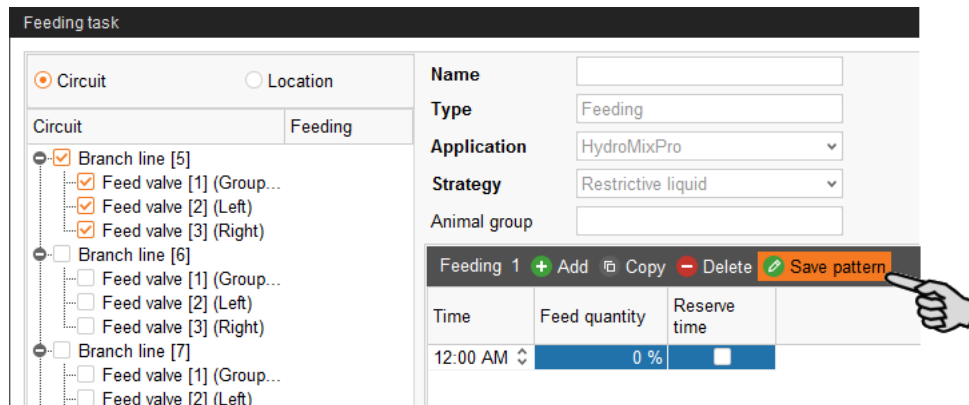 Feeding task
Circuit
Location
Circuit
Feeding
Branch line [5]
Feed valve [1] (Group...
Feed valve [2] (Left)
Feed valve [3] (Right)
Branch line [6]
Feed valve [1] (Group...
Feed valve [2] (Left)
Feed valve [3] (Right)
Branch line [7]
Feed valve [1] (Group...
Feed valve [2] (Left)
Name
Type Feeding
Application HydroMixPro
Strategy Restrictive liquid
Animal group
Feeding 1 Add Copy Delete Save pattern
Time Feed quantity Reserve time
12:00 AM 0 %